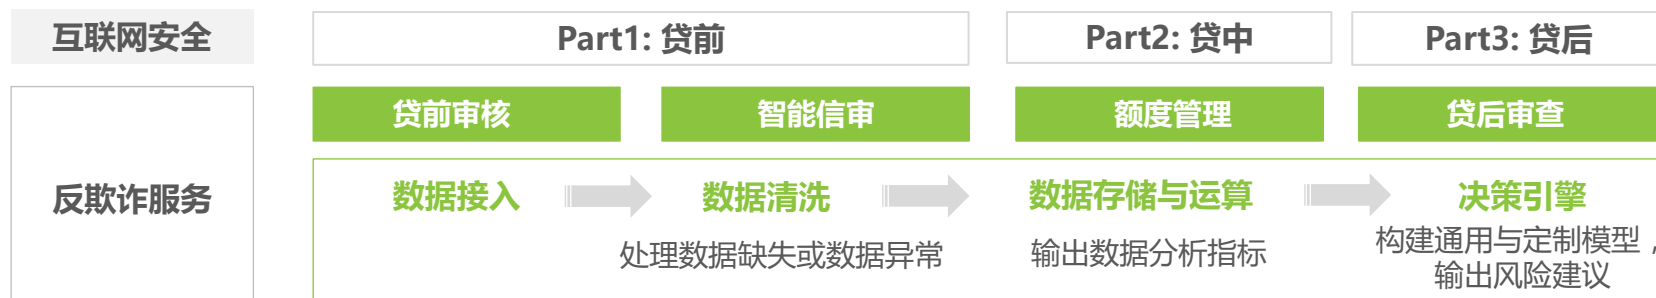 互联网安全
Part1: 贷前
Part2: 贷中
Part3: 贷后
贷前审核
智能信审
额度管理
贷后审查
反欺诈服务
数据接入
数据清洗
数据存储与运算
决策引擎
处理数据缺失或数据异常
输出数据分析指标
构建通用与定制模型，
输出风险建议